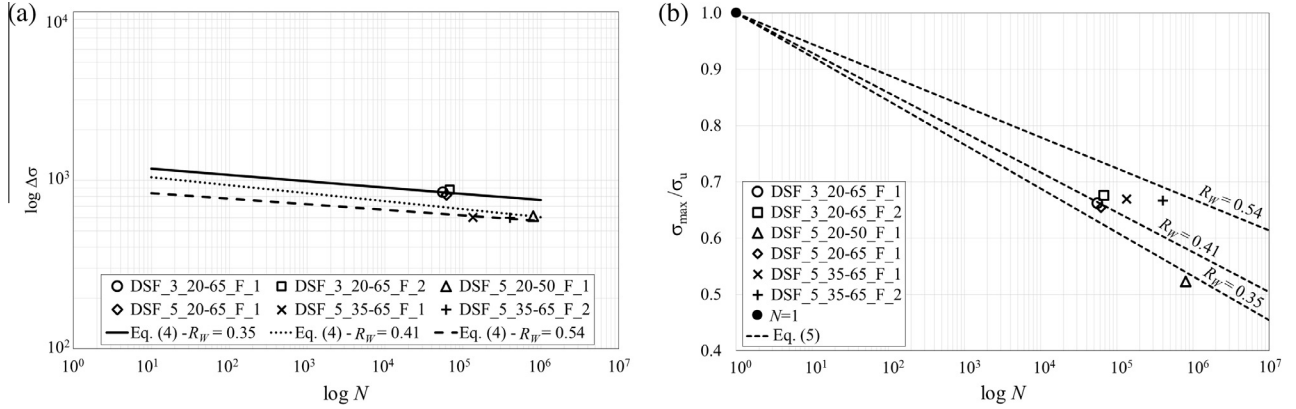 (a)
10⁴
10³
10²
log Δσ
DSF_3_20-65_F_1 DSF_3_20-65_F_2 DSF_5_20-50_F_1
DSF_5_20-65_F_1 DSF_5_35-65_F_1 DSF_5_35-65_F_2
Eq. (4) -R_W = 0.35 Eq. (4) - R_W = 0.41 Eq. (4) -R_W = 0.54
10⁰ 10¹ 10² 10³ 10⁴ 10⁵ 10⁶ 10⁷
log N
(b)
1.0
0.9
0.8
0.7
0.6
0.5
0.4
σ_max/σ_u
R_W = 0.54
R_W = 0.41
R_W = 0.35
DSF_3_20-65_F_1
DSF_3_20-65_F_2
DSF_5_20-50_F_1
DSF_5_20-65_F_1
DSF_5_35-65_F_1
DSF_5_35-65_F_2
N=1
Eq. (5)
10⁰ 10¹ 10² 10³ 10⁴ 10⁵ 10⁶ 10⁷
log N